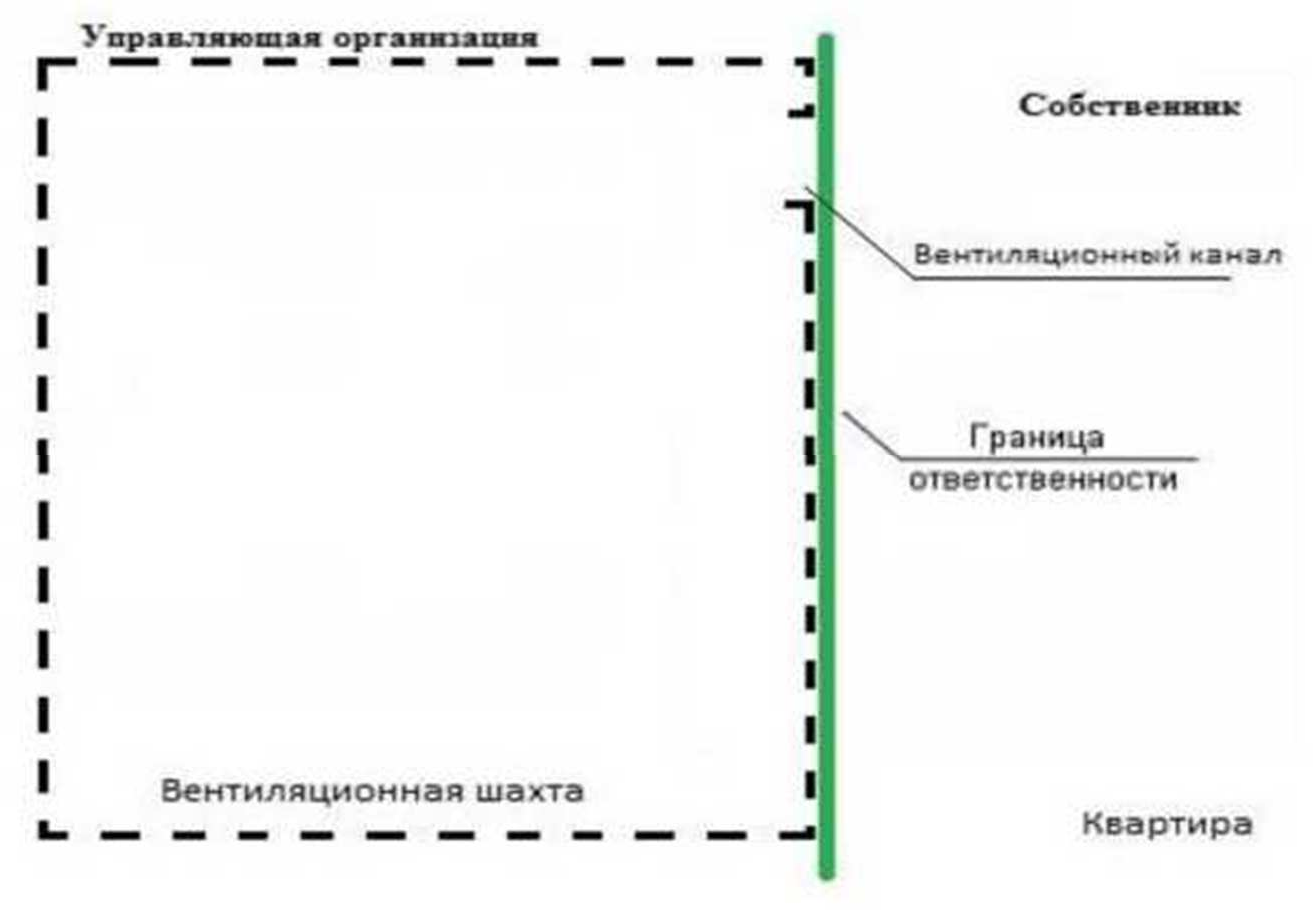 Управляющая организация
Собственник
Вентиляционный канал
Граница
ответственности
Вентиляционная шахта
Квартира